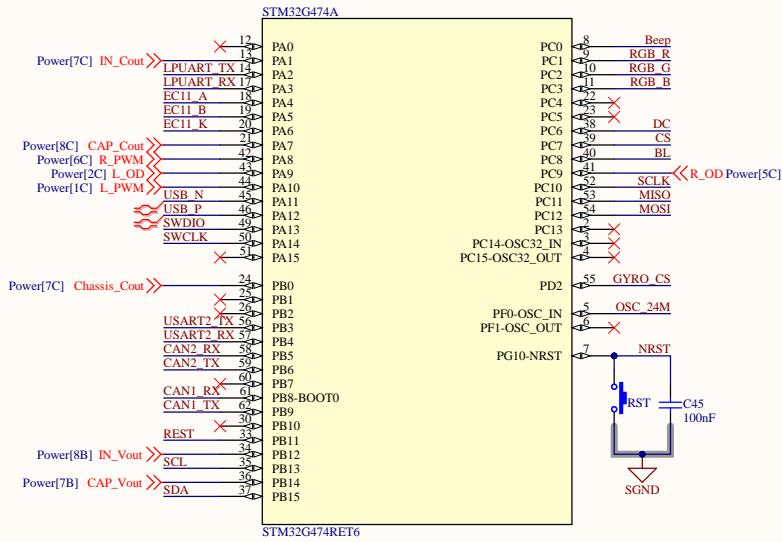 STM32G474A
12 PA0
Power[7C] IN_Cout 13 PA1
LPUART_TX 14 PA2
LPUART_RX 17 PA3
EC11_A 18 PA4
EC11_B 19 PA5
EC11_K 20 PA6
Power[8C] CAP_Cout 21 PA7
Power[6C] R_PWM 42 PA8
Power[2C] L_OD 43 PA9
Power[1C] L_PWM 44 PA10
USB_N 45 PA11
USB_P 46 PA12
SWDIO 49 PA13
SWCLK 50 PA14
51 PA15
Power[7C] Chassis_Cout 24 PB0
25 PB1
26 PB2
USART2_TX 56 PB3
USART2_RX 57 PB4
CAN2_RX 58 PB5
CAN2_TX 59 PB6
60 PB7
CAN1_RX 61 PB8-BOOT0
CAN1_TX 62 PB9
30 PB10
REST 33 PB11
Power[8B] IN_Vout 34 PB12
SCL 35 PB13
Power[7B] CAP_Vout 36 PB14
SDA 37 PB15
PC0 8 Beep
PC1 9 RGB_R
PC2 10 RGB_G
PC3 11 RGB_B
PC4 22
PC5 23
PC6 38 DC
PC7 39 CS
PC8 40 BL
PC9 41 R_OD Power[5C]
PC10 52 SCLK
PC11 53 MISO
PC12 54 MOSI
PC13 2
PC14-OSC32_IN 3
PC15-OSC32_OUT 4
PD2 55 GYRO_CS
PF0-OSC_IN 5 OSC_24M
PF1-OSC_OUT 6
PG10-NRST 7 NRST
RST
C45
100nF
SGND
STM32G474RET6